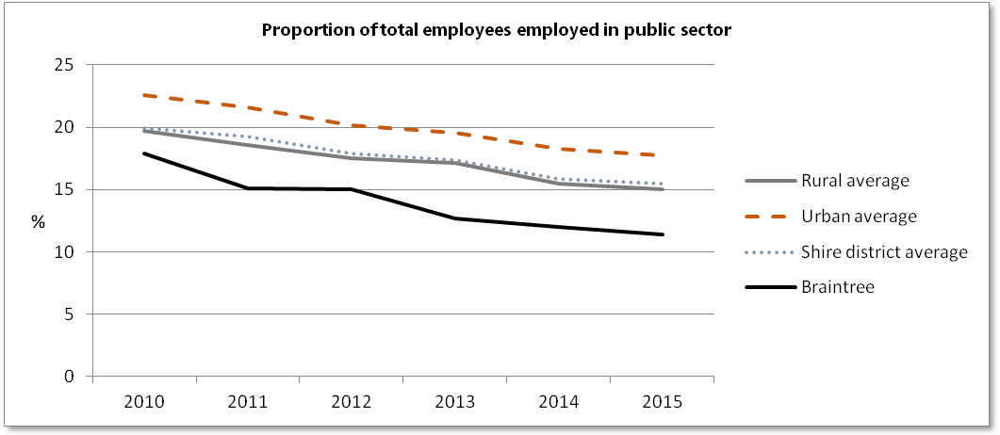 Proportion of total employees employed in public sector
25
20
15
10
5
0
%
2010 2011 2012 2013 2014 2015
Rural average
Urban average
Shire district average
Braintree